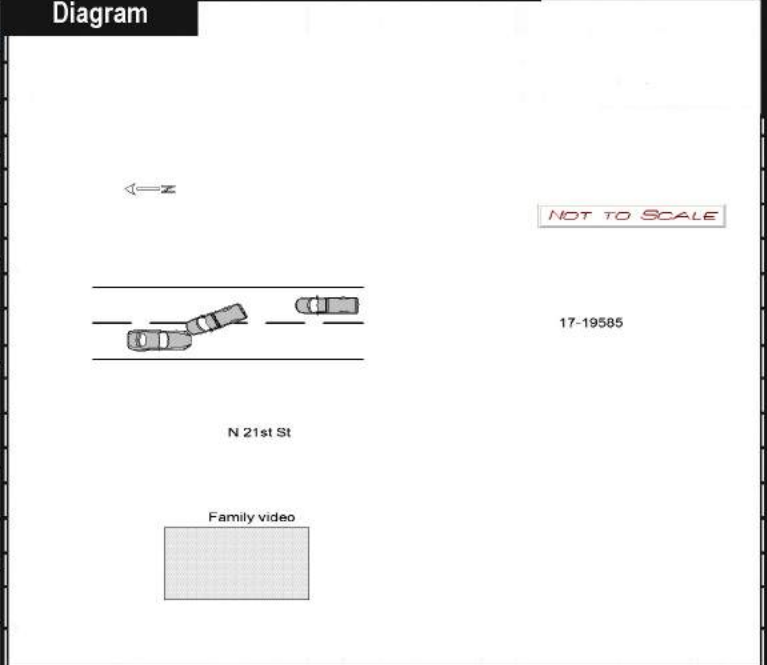 Diagram
N
NOT TO SCALE
17-19585
N 21st St
Family video